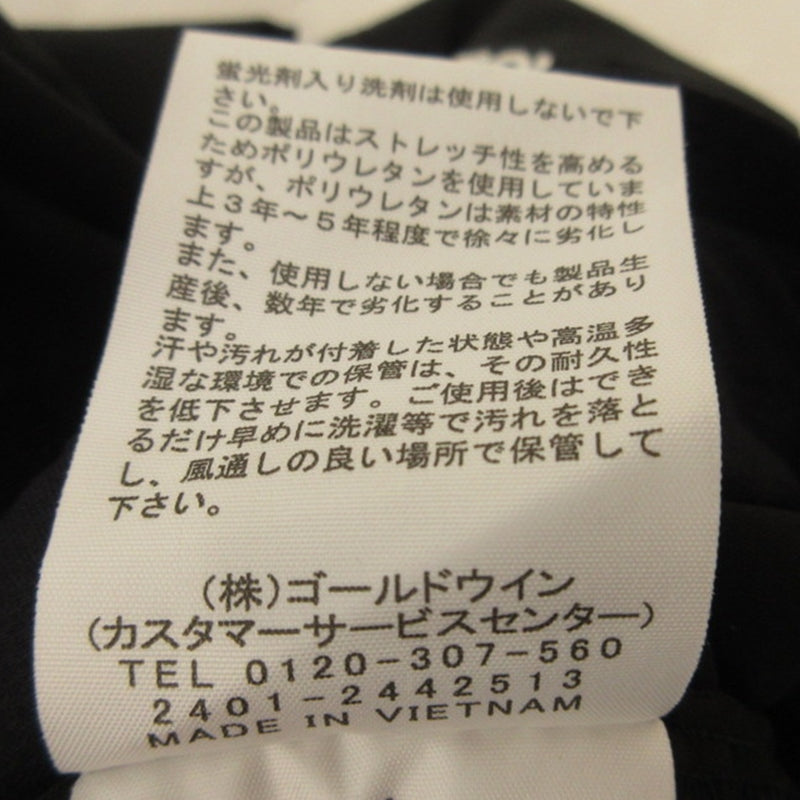 蛍光剤入り洗剤は使用しないで下
さい。
この製品はストレッチ性を高める
ためポリウレタンを使用していま
すが、ポリウレタンは素材の特性
上3年~5年程度で徐々に劣化し
ます。
また、使用しない場合でも製品生
産後、数年で劣化することがあり
ます。
汗や汚れが付着した状態や高温多
湿な環境での保管は、その耐久性
を低下させます。ご使用後はでき
るだけ早めに洗濯等で汚れを落と
し、風通しの良い場所で保管して
下さい。
(株)ゴールドウイン
(カスタマーサービスセンター)
TEL 0120-307-560
2401-2442513
MADE IN VIETNAM